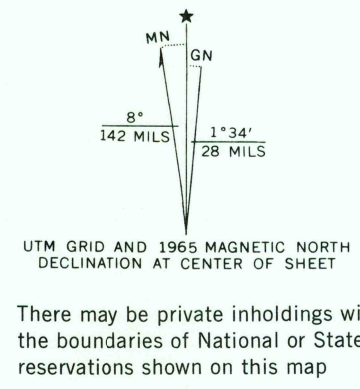 MN
GN
8°
142 MILS
1°34'
28 MILS
UTM GRID AND 1965 MAGNETIC NORTH
DECLINATION AT CENTER OF SHEET
There may be private inholdings wi
the boundaries of National or State
reservations shown on this map